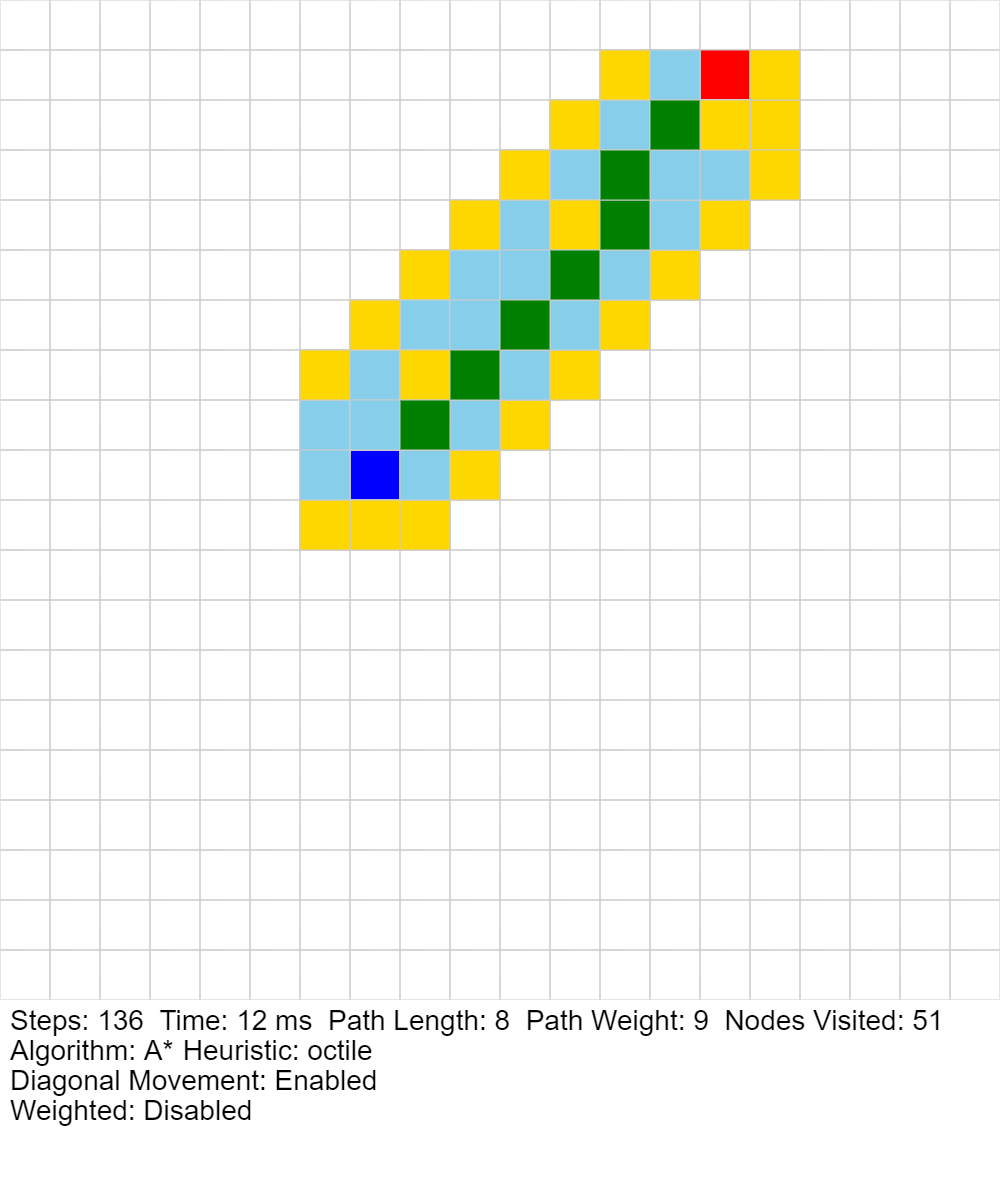 Steps: 136  Time: 12 ms  Path Length: 8  Path Weight: 9  Nodes Visited: 51
Algorithm: A* Heuristic: octile
Diagonal Movement: Enabled
Weighted: Disabled